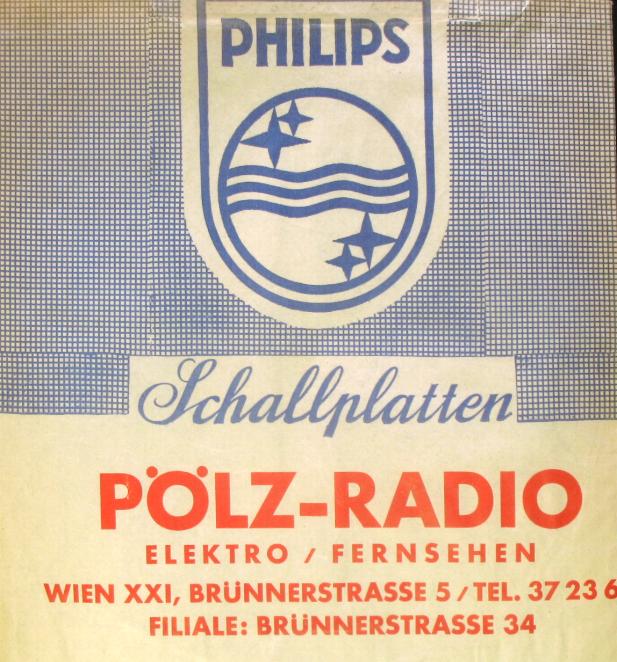 PHILIPS
Schallplatten
PÖLZ-RADIO
ELEKTRO / FERNSEHEN
WIEN XXI, BRÜNNERSTRASSE 5 / TEL. 37 23 6
FILIALE: BRÜNNERSTRASSE 34